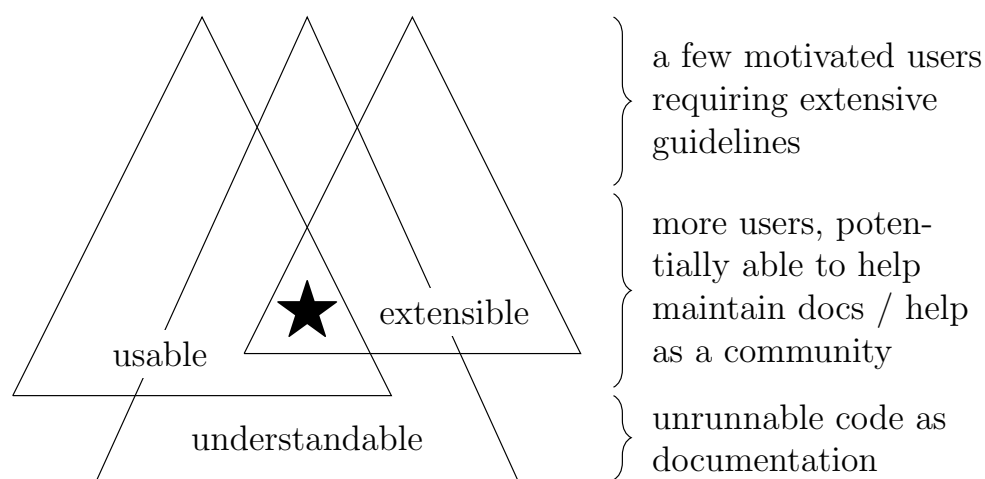 a few motivated users
requiring extensive
guidelines
more users, poten-
tially able to help
maintain docs / help
as a community
extensible
usable
understandable
unrunnable code as
documentation